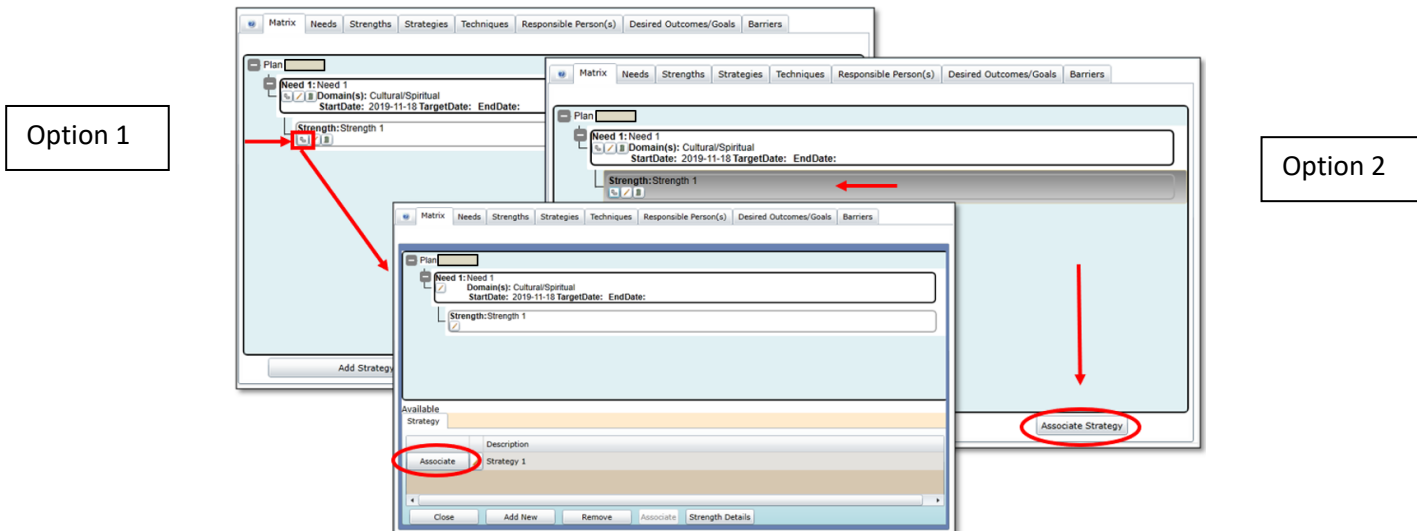 Option 1
Matrix Needs Strengths Strategies Techniques Responsible Person(s) Desired Outcomes/Goals Barriers
Plan
Need 1: Need 1
Domain(s): Cultural/Spiritual
StartDate: 2019-11-18 TargetDate: EndDate:
Strength: Strength 1
Add Strategy
Matrix Needs Strengths Strategies Techniques Responsible Person(s) Desired Outcomes/Goals Barriers
Plan
Need 1: Need 1
Domain(s): Cultural/Spiritual
StartDate: 2019-11-18 TargetDate: EndDate:
Strength: Strength 1
Associate Strategy
Option 2
Matrix Needs Strengths Strategies Techniques Responsible Person(s) Desired Outcomes/Goals Barriers
Plan
Need 1: Need 1
Domain(s): Cultural/Spiritual
StartDate: 2019-11-18 TargetDate: EndDate:
Strength: Strength 1
Available
Strategy
Description
Associate Strategy 1
Close Add New Remove Associate Strength Details